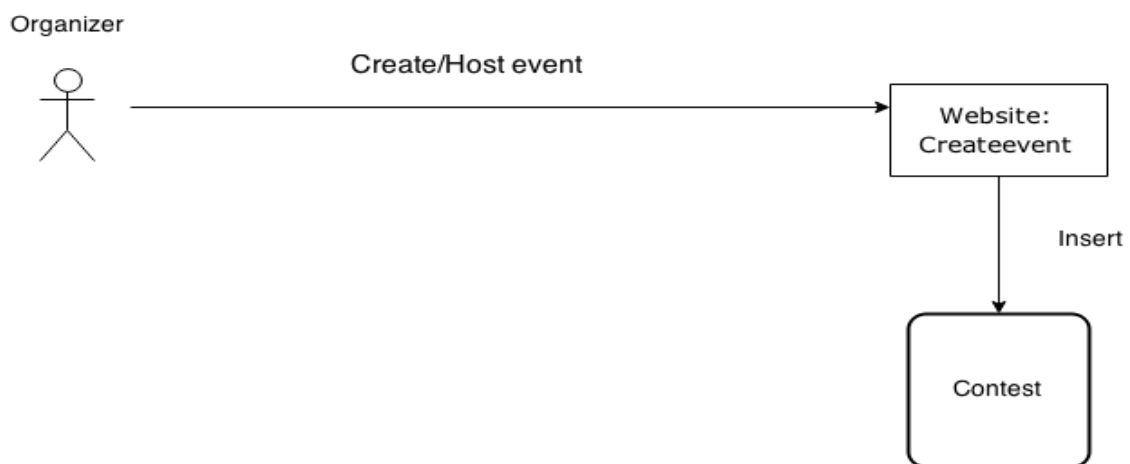 Organizer
Create/Host event
Website:
Createevent
Insert
Contest